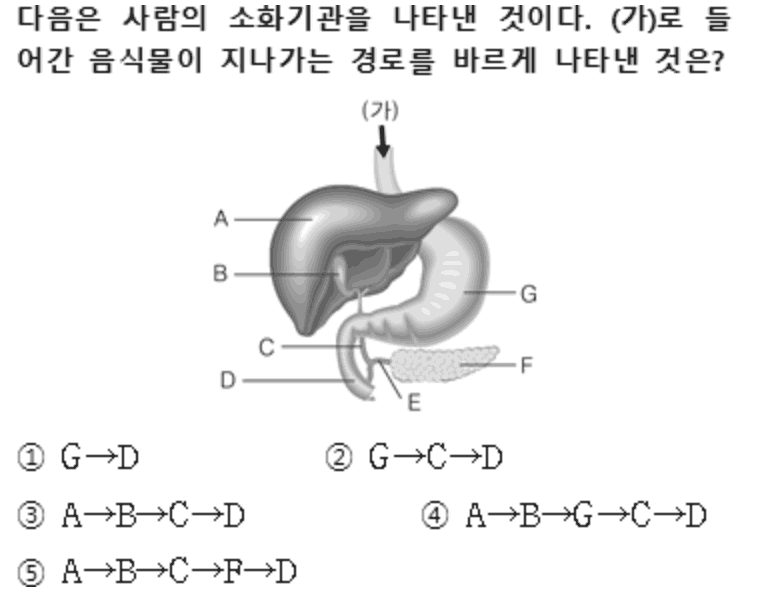 다음은 사람의 소화기관을 나타낸 것이다. (가)로 들
어간 음식물이 지나가는 경로를 바르게 나타낸 것은?
(가)
A
B
G
C
F
D
E
① G→D ② G→C→D
③ A→B→C→D ④ A→B→G→C→D
⑤ A→B→C→F→D